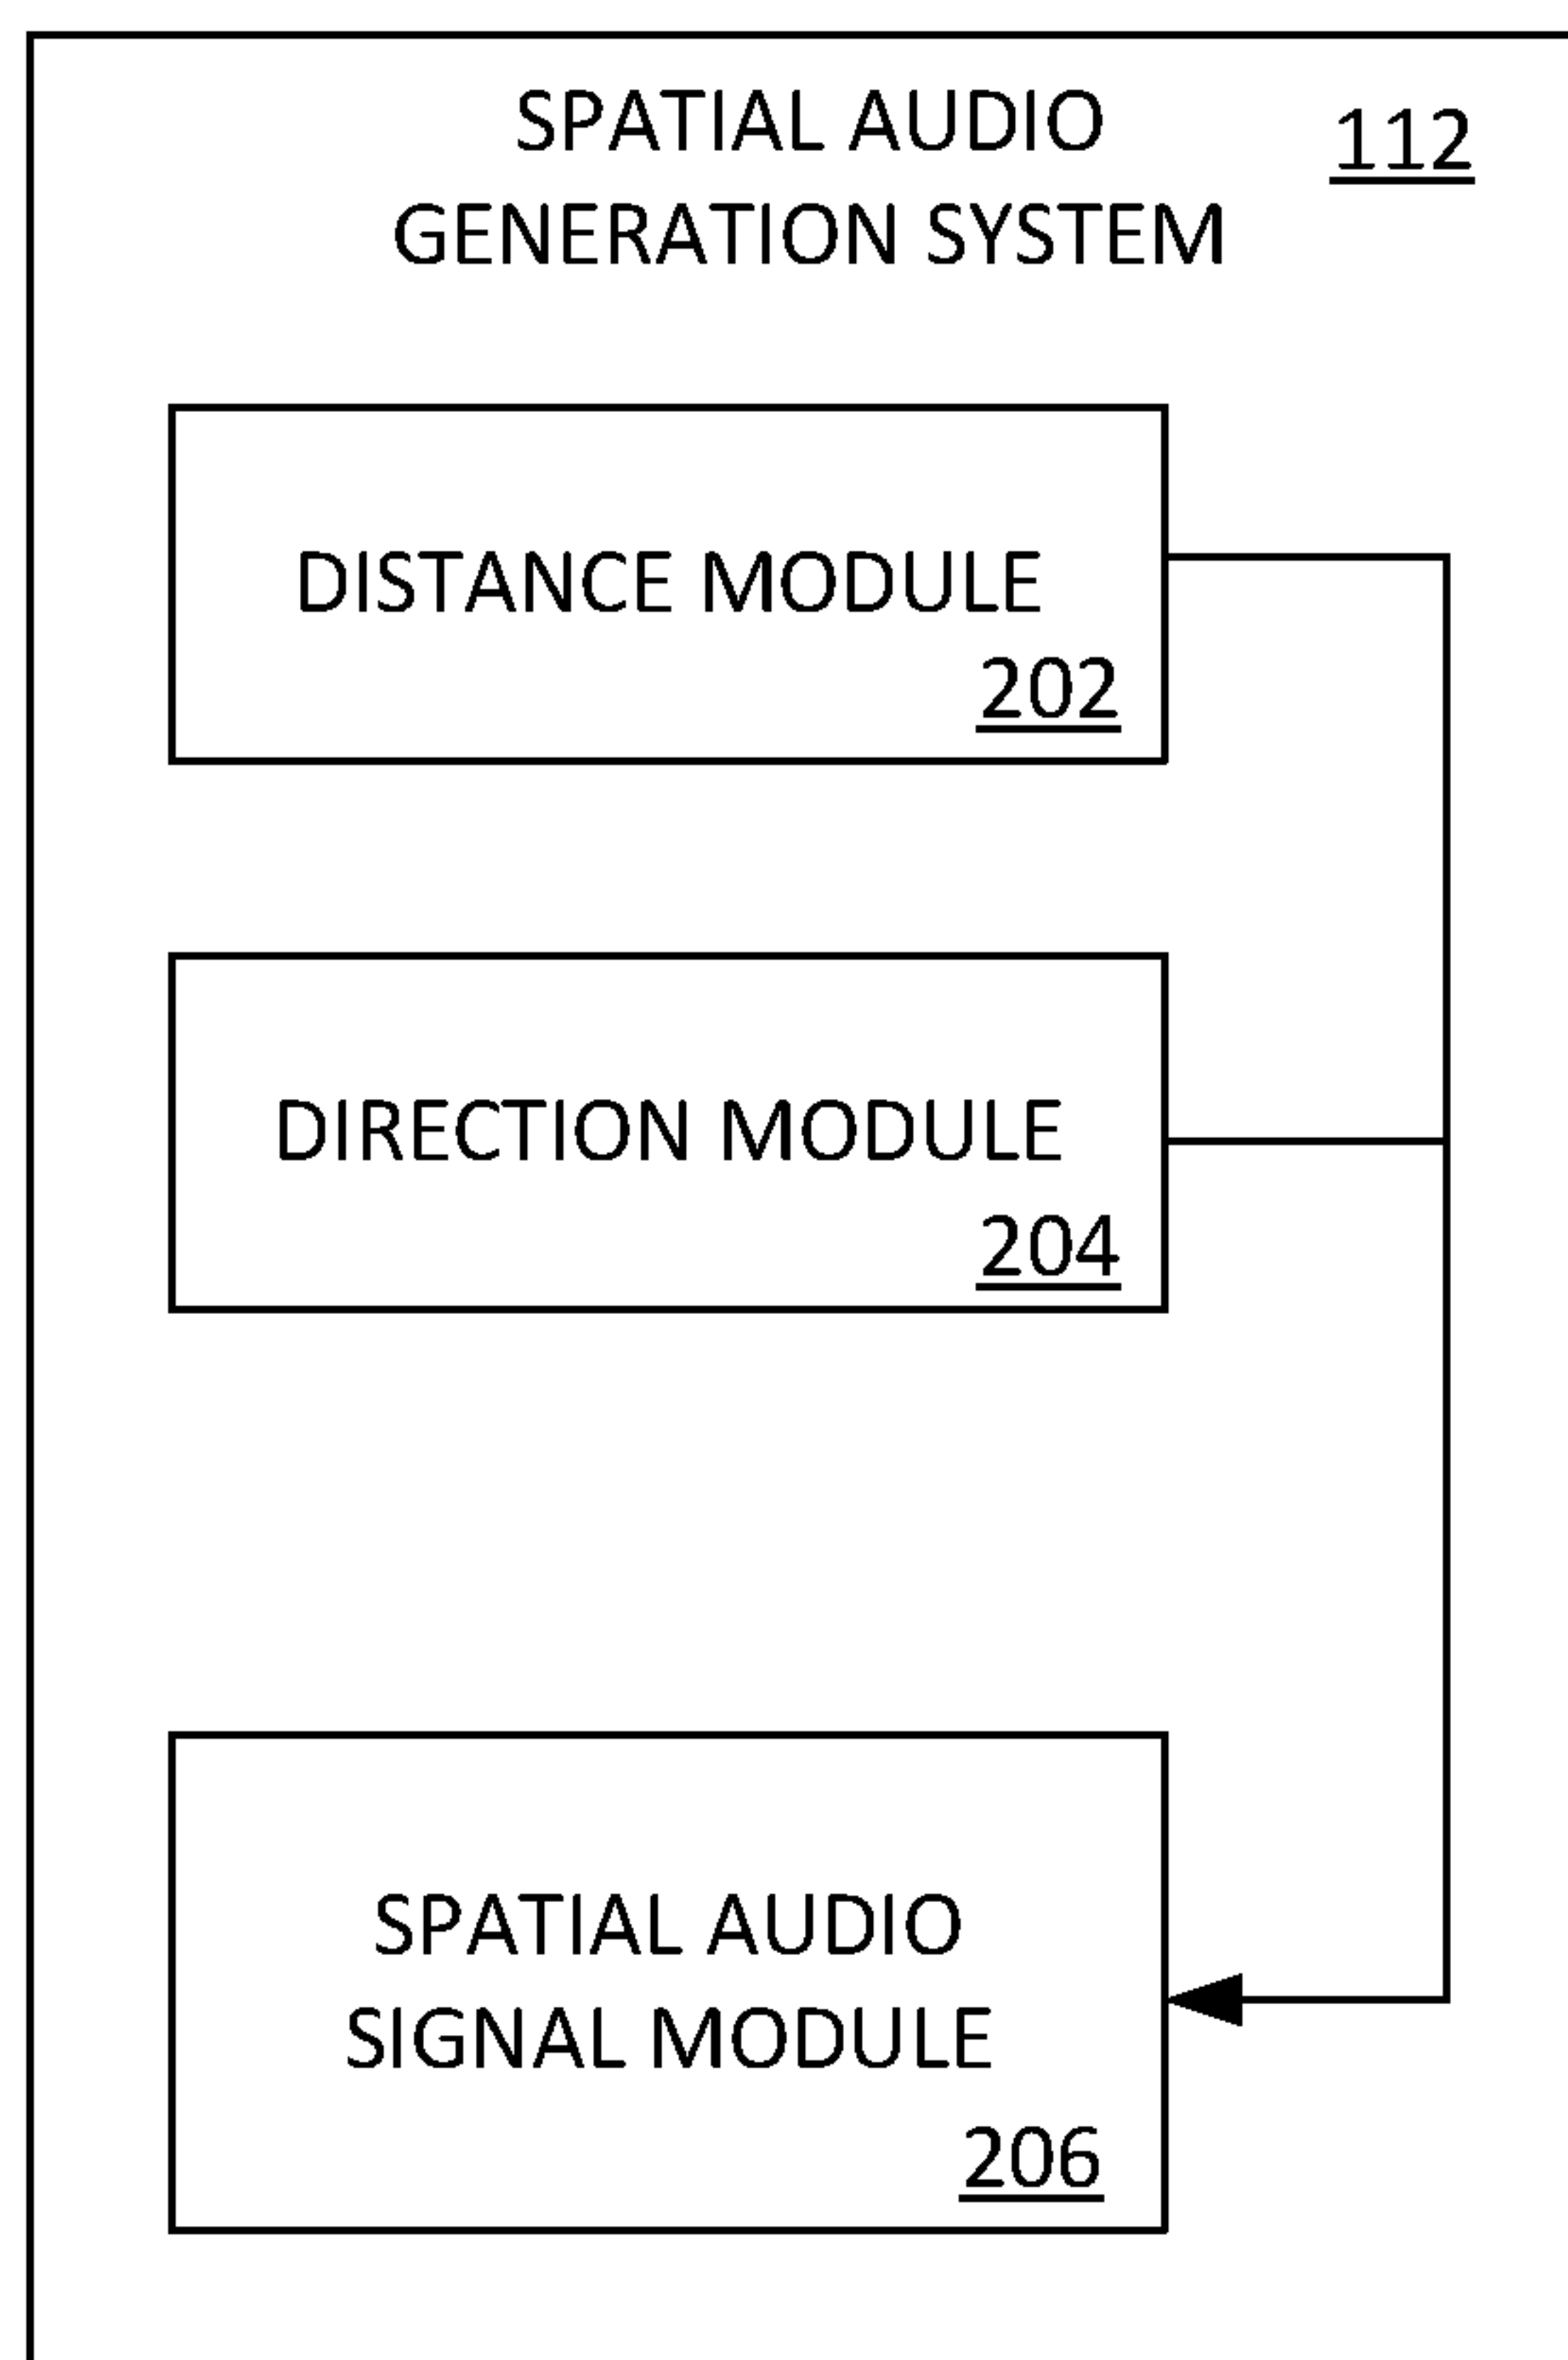 SPATIAL AUDIO
GENERATION SYSTEM
112
DISTANCE MODULE
202
DIRECTION MODULE
204
SPATIAL AUDIO
SIGNAL MODULE
206